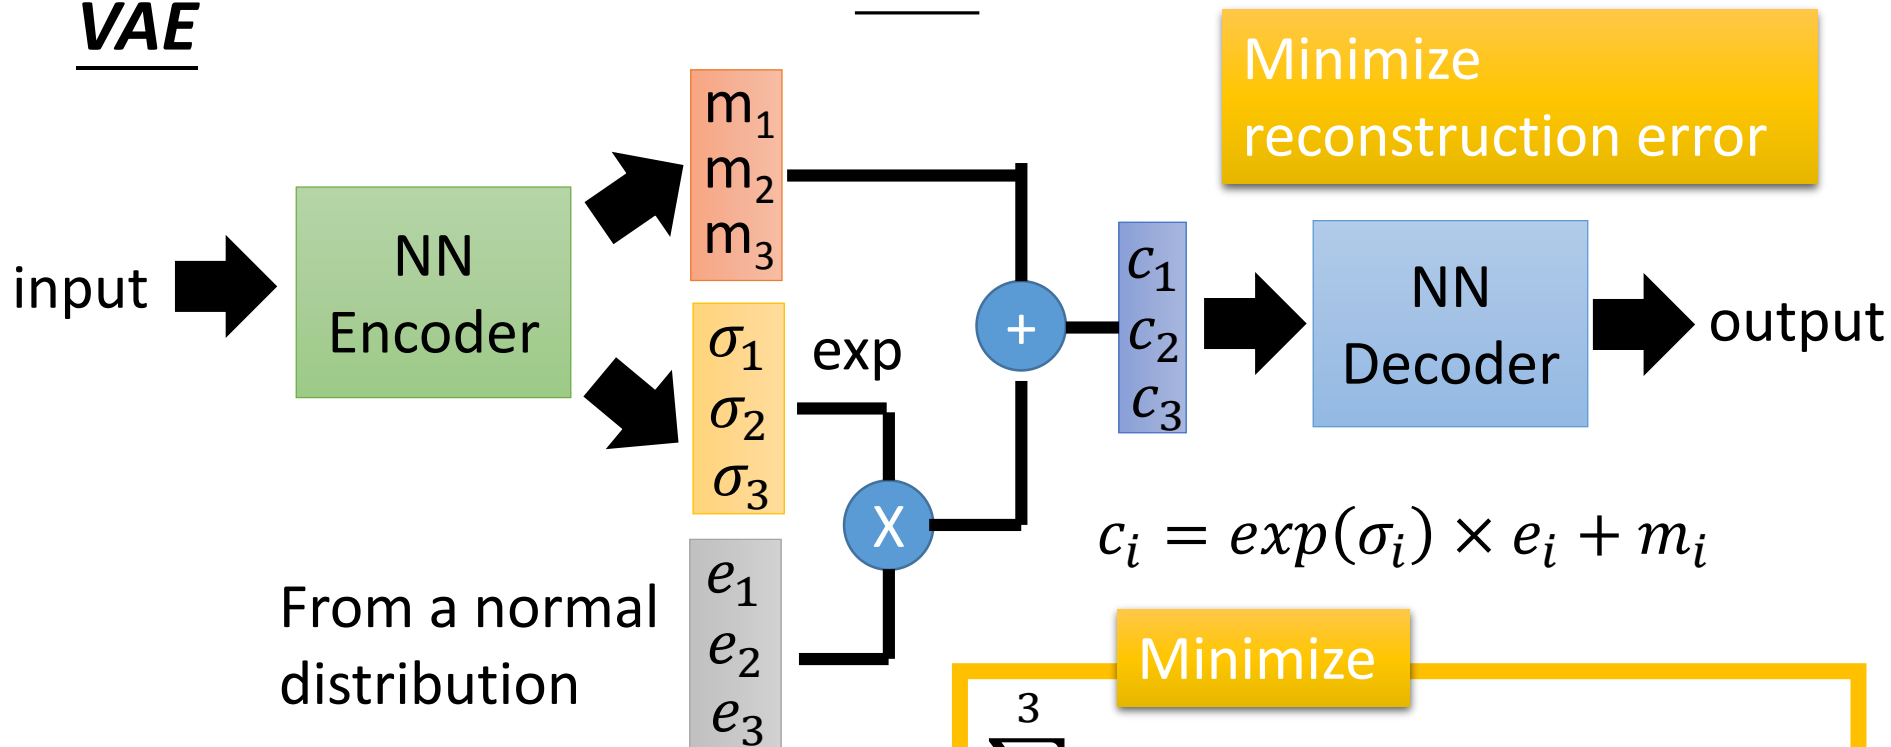 VAE
Minimize
reconstruction error
m1
m2
m3
input
NN
Encoder
σ1
σ2
σ3
exp
+
c1
c2
c3
NN
Decoder
output
X
ci = exp(σi) × ei + mi
From a normal
distribution
e1
e2
e3
Minimize
3
∑